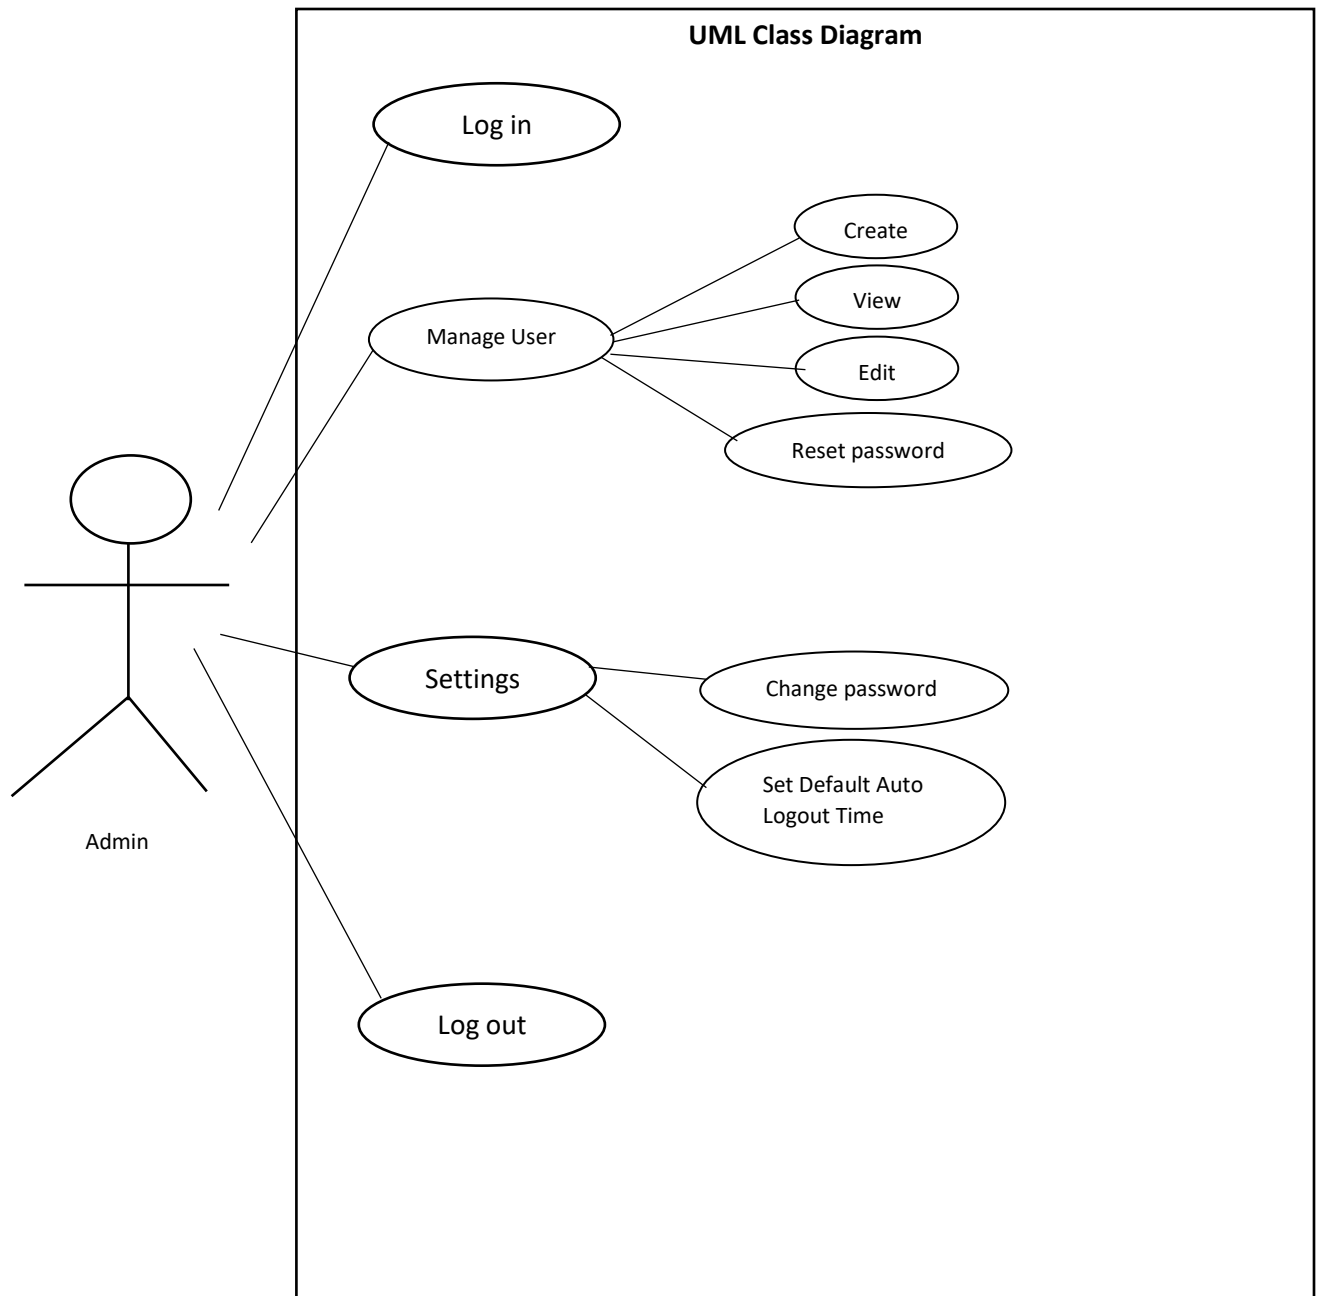 UML Class Diagram
Log in
Create
View
Manage User
Edit
Reset password
Settings
Change password
Set Default Auto
Logout Time
Admin
Log out